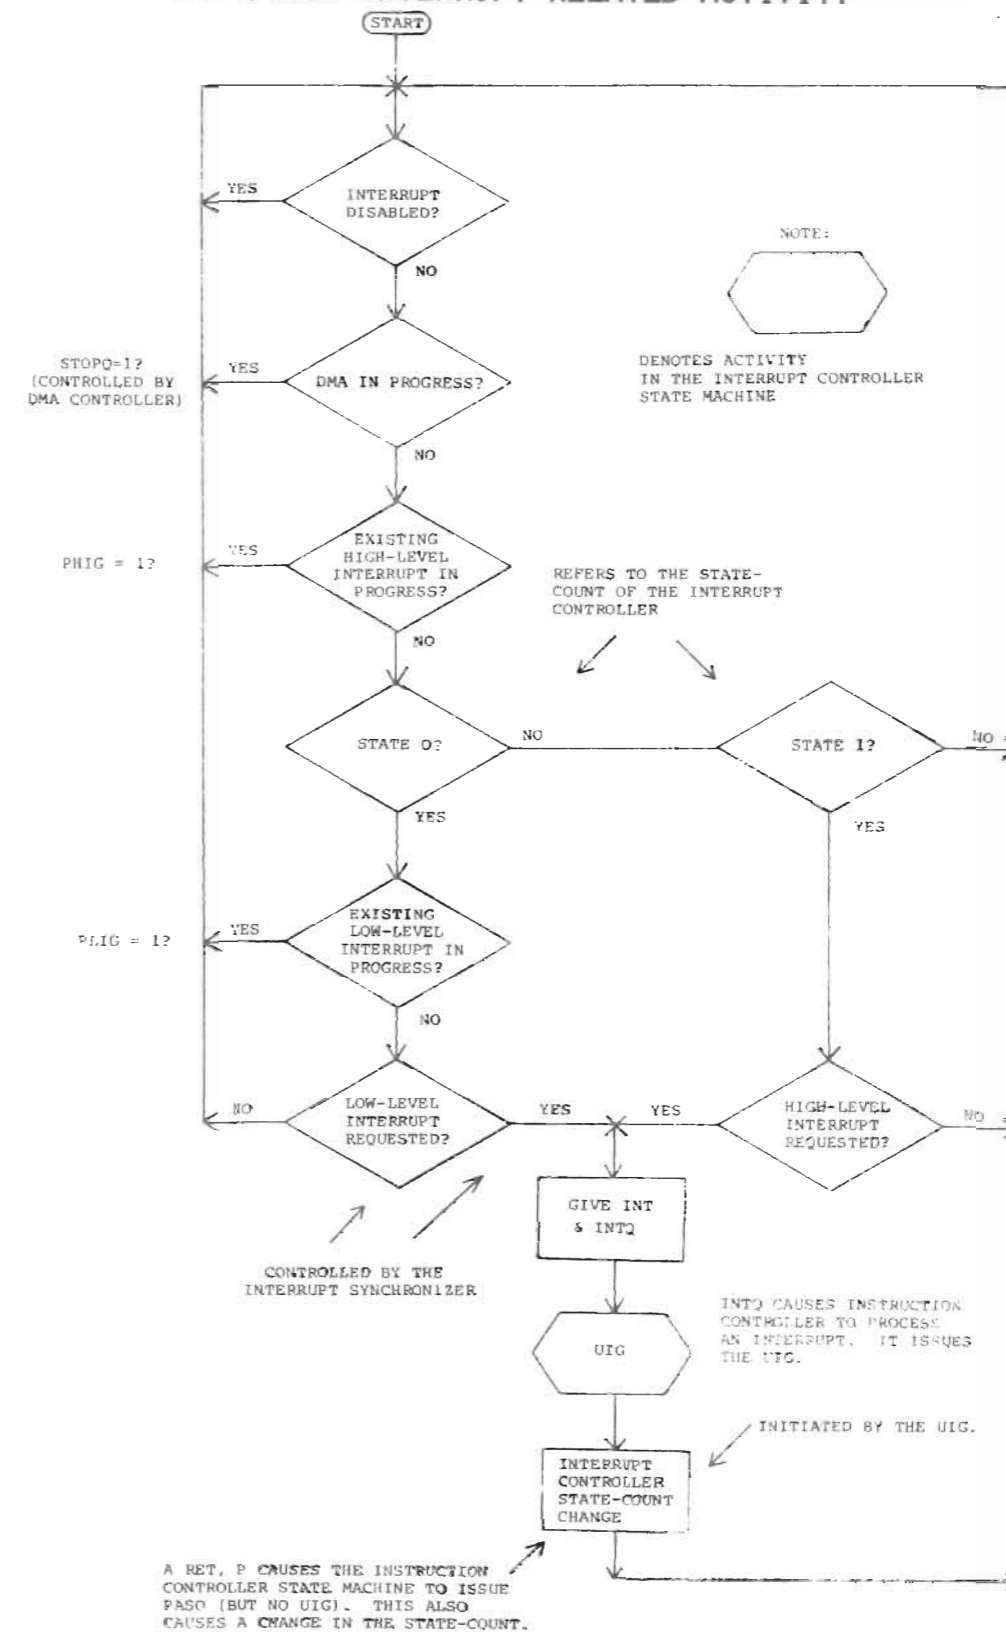 INTERRUPT RELATED ACTIVITY
START
YES
INTERRUPT
DISABLED?
NO
NOTE:
STOPQ=1?
(CONTROLLED BY
DMA CONTROLLER)
YES
DMA IN PROGRESS?
NO
DENOTES ACTIVITY
IN THE INTERRUPT CONTROLLER
STATE MACHINE
PHIG = 1?
YES
EXISTING
HIGH-LEVEL
INTERRUPT IN
PROGRESS?
NO
REFERS TO THE STATE-
COUNT OF THE INTERRUPT
CONTROLLER
STATE 0?
NO
YES
STATE 1?
NO
YES
PLIG = 1?
YES
EXISTING
LOW-LEVEL
INTERRUPT IN
PROGRESS?
NO
NO
LOW-LEVEL
INTERRUPT
REQUESTED?
YES
YES
HIGH-LEVEL
INTERRUPT
REQUESTED?
NO
GIVE INT
& INTQ
CONTROLLED BY THE
INTERRUPT SYNCHRONIZER
UIG
INTQ CAUSES INSTRUCTION
CONTROLLER TO PROCESS
AN INTERRUPT. IT ISSUES
THE UIG.
INITIATED BY THE UIG.
INTERRUPT
CONTROLLER
STATE-COUNT
CHANGE
A RET, P CAUSES THE INSTRUCTION
CONTROLLER STATE MACHINE TO ISSUE
PASO (BUT NO UIG). THIS ALSO
CAUSES A CHANGE IN THE STATE-COUNT.